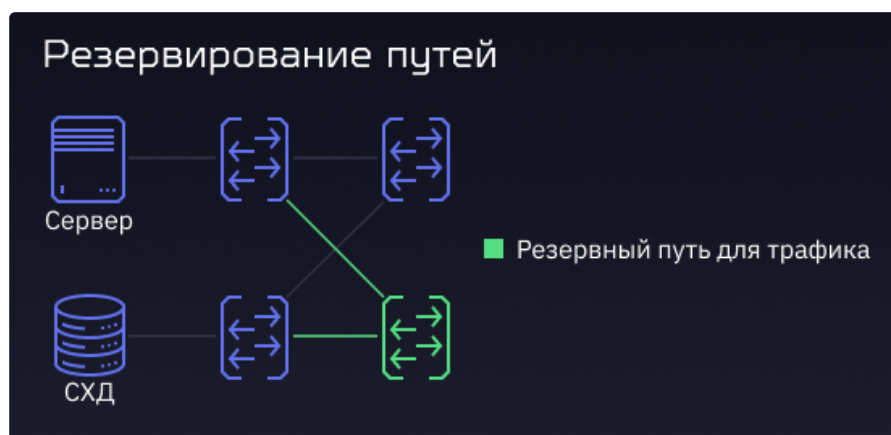 Резервирование путей
Сервер
Резервный путь для трафика
СХД